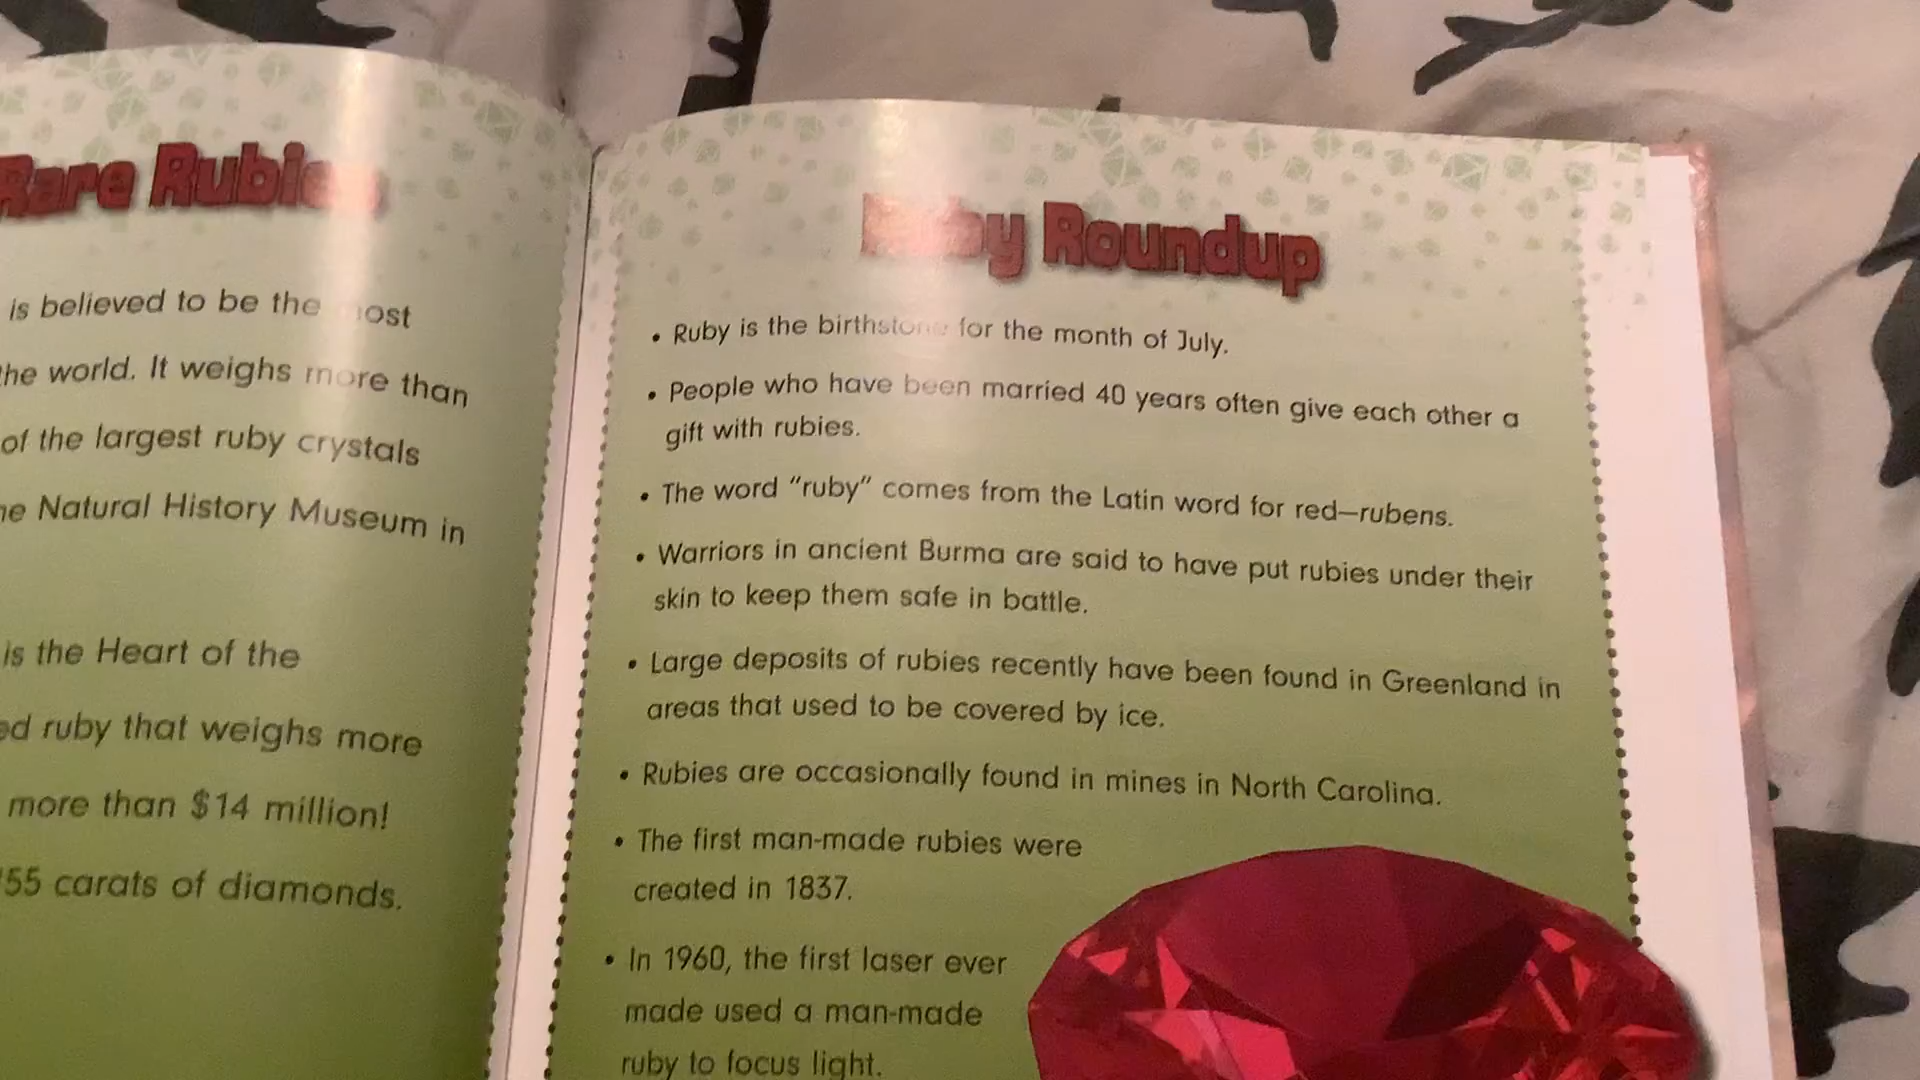 Rare Rubies
is believed to be the most
the world. It weighs more than
of the largest ruby crystals
Natural History Museum in
is the Heart of the
ruby that weighs more
more than $14 million!
55 carats of diamonds.
Ruby Roundup
• Ruby is the birthstone for the month of July.
• People who have been married 40 years often give each other a
gift with rubies.
• The word “ruby” comes from the Latin word for red—rubens.
• Warriors in ancient Burma are said to have put rubies under their
skin to keep them safe in battle.
• Large deposits of rubies recently have been found in Greenland in
areas that used to be covered by ice.
• Rubies are occasionally found in mines in North Carolina.
• The first man-made rubies were
created in 1837.
• In 1960, the first laser ever
made used a man-made
ruby to focus light.